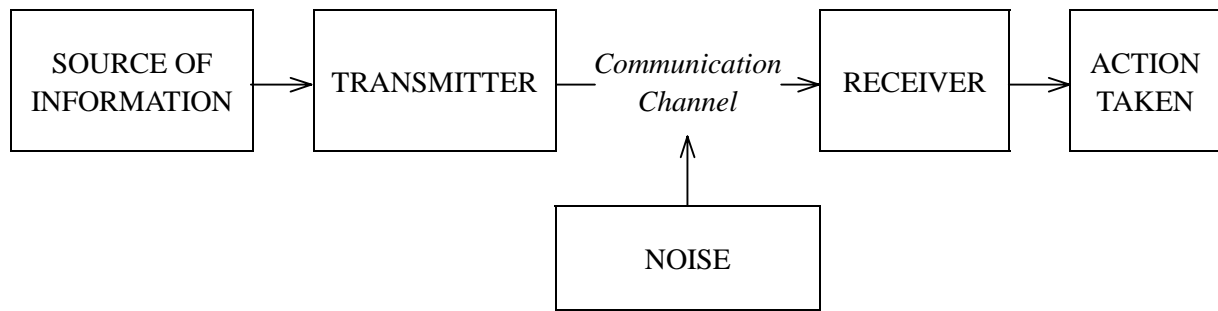 SOURCE OF
INFORMATION
TRANSMITTER
Communication
Channel
RECEIVER
ACTION
TAKEN
NOISE